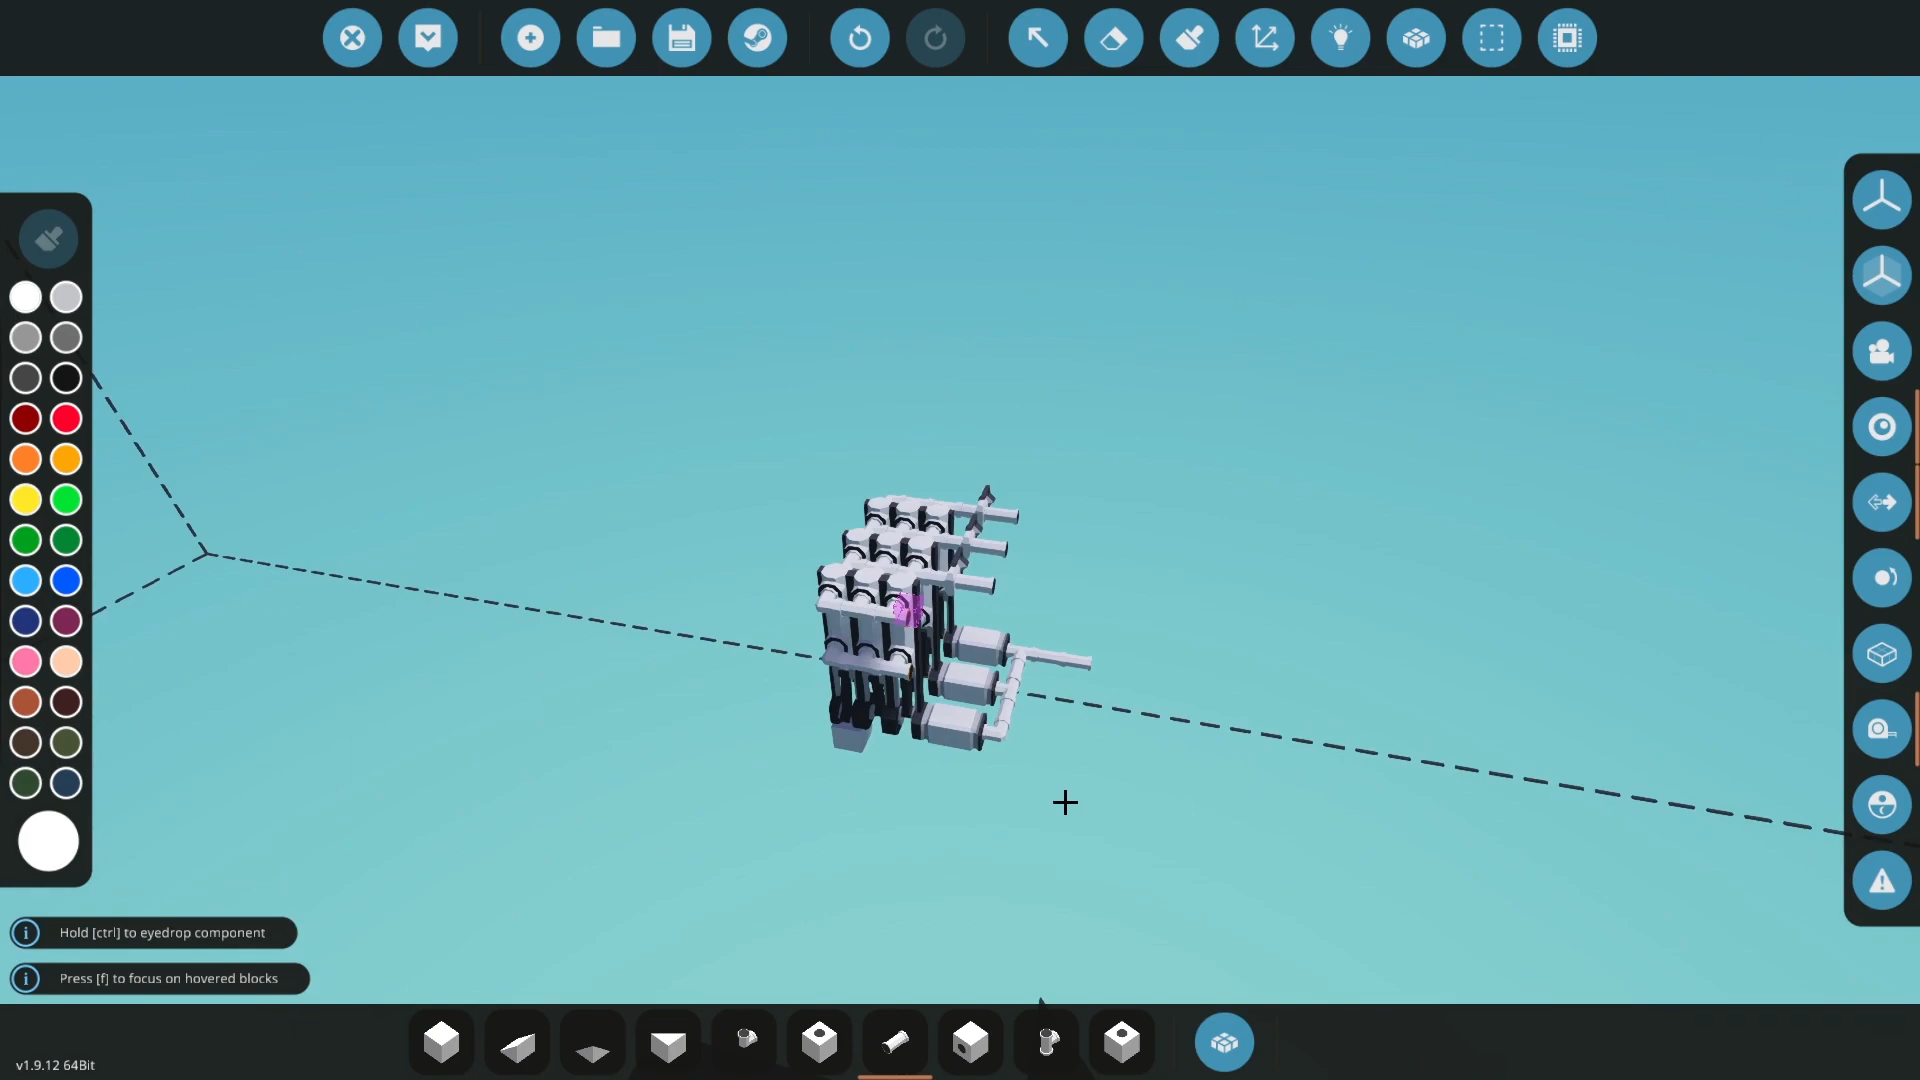 Hold [ctrl] to eyedrop component
Press [f] to focus on hovered blocks
v1.9.12 64Bit